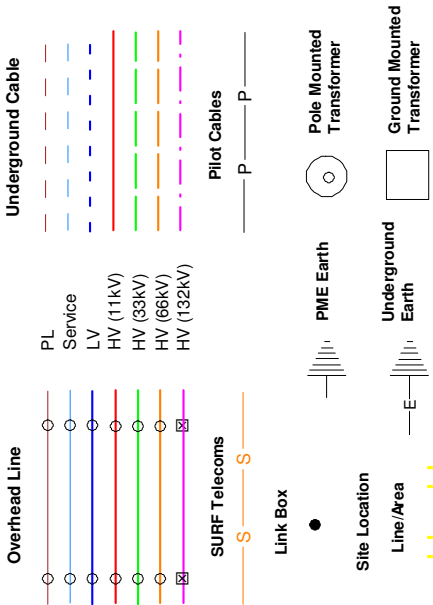 Overhead Line
Underground Cable
PL
Service
LV
HV (11kV)
HV (33kV)
HV (66kV)
HV (132kV)
SURF Telecoms
S S
Pilot Cables
P P
Link Box
PME Earth
Pole Mounted
Transformer
Site Location
Line/Area
E
Underground
Earth
Ground Mounted
Transformer